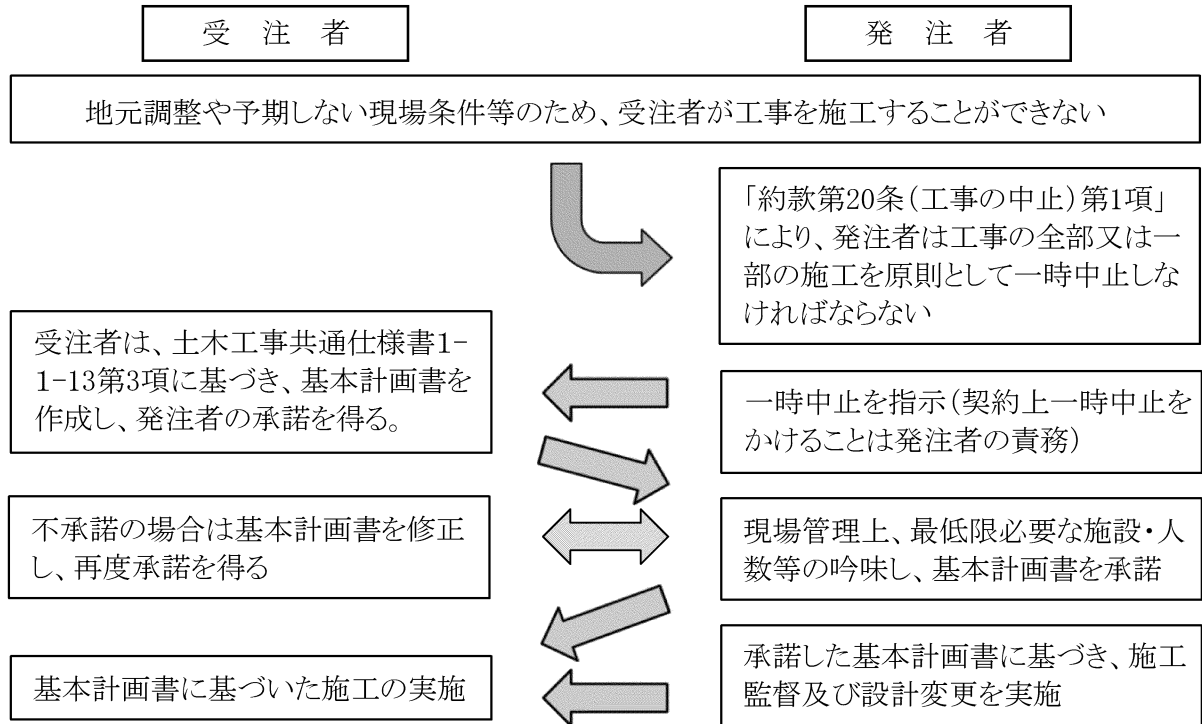 受 注 者
発 注 者
地元調整や予期しない現場条件等のため、受注者が工事を施工することができない
「約款第20条(工事の中止)第1項」
により、発注者は工事の全部又は一
部の施工を原則として一時中止しな
ければならない
受注者は、土木工事共通仕様書1-
1-13第3項に基づき、基本計画書を
作成し、発注者の承諾を得る。
一時中止を指示(契約上一時中止を
かけることは発注者の責務)
不承諾の場合は基本計画書を修正
し、再度承諾を得る
現場管理上、最低限必要な施設・人
数等の吟味し、基本計画書を承諾
基本計画書に基づいた施工の実施
承諾した基本計画書に基づき、施工
監督及び設計変更を実施